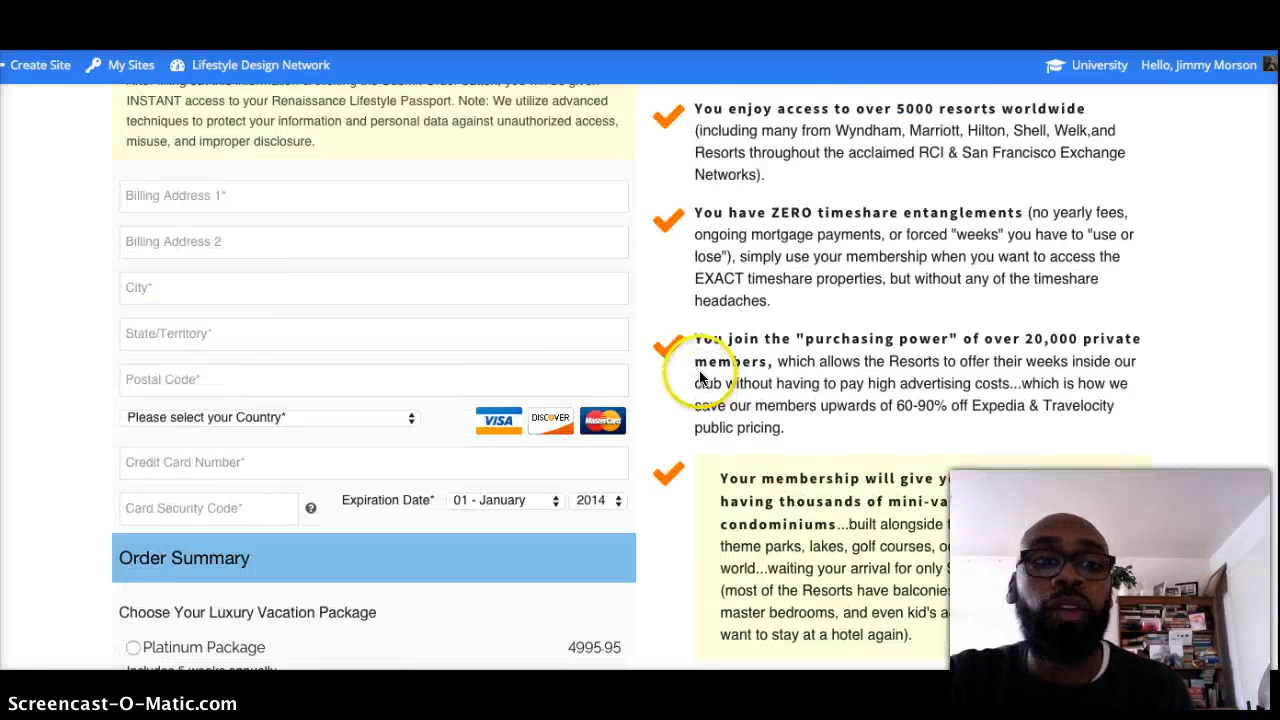 Create Site My Sites Lifestyle Design Network University Hello, Jimmy Morson
INSTANT access to your Renaissance Lifestyle Passport. Note: We utilize advanced
techniques to protect your information and personal data against unauthorized access,
misuse, and improper disclosure.
Billing Address 1*
Billing Address 2
City*
State/Territory*
Postal Code*
Please select your Country*
VISA DISCOVER MasterCard
Credit Card Number*
Card Security Code*
Expiration Date* 01 - January 2014
Order Summary
Choose Your Luxury Vacation Package
Platinum Package 4995.95
Includes 5 weeks annually
You enjoy access to over 5000 resorts worldwide
(including many from Wyndham, Marriott, Hilton, Shell, Welk,and
Resorts throughout the acclaimed RCI & San Francisco Exchange
Networks).
You have ZERO timeshare entanglements (no yearly fees,
ongoing mortgage payments, or forced "weeks" you have to "use or
lose"), simply use your membership when you want to access the
EXACT timeshare properties, but without any of the timeshare
headaches.
You join the "purchasing power" of over 20,000 private
members, which allows the Resorts to offer their weeks inside our
club without having to pay high advertising costs...which is how we
save our members upwards of 60-90% off Expedia & Travelocity
public pricing.
Your membership will give
having thousands of
condominiums...built alongside
theme parks, lakes, golf courses,
world...waiting your arrival for only
(most of the Resorts have balconies
master bedrooms, and even kid's
want to stay at a hotel again).
Screencast-O-Matic.com